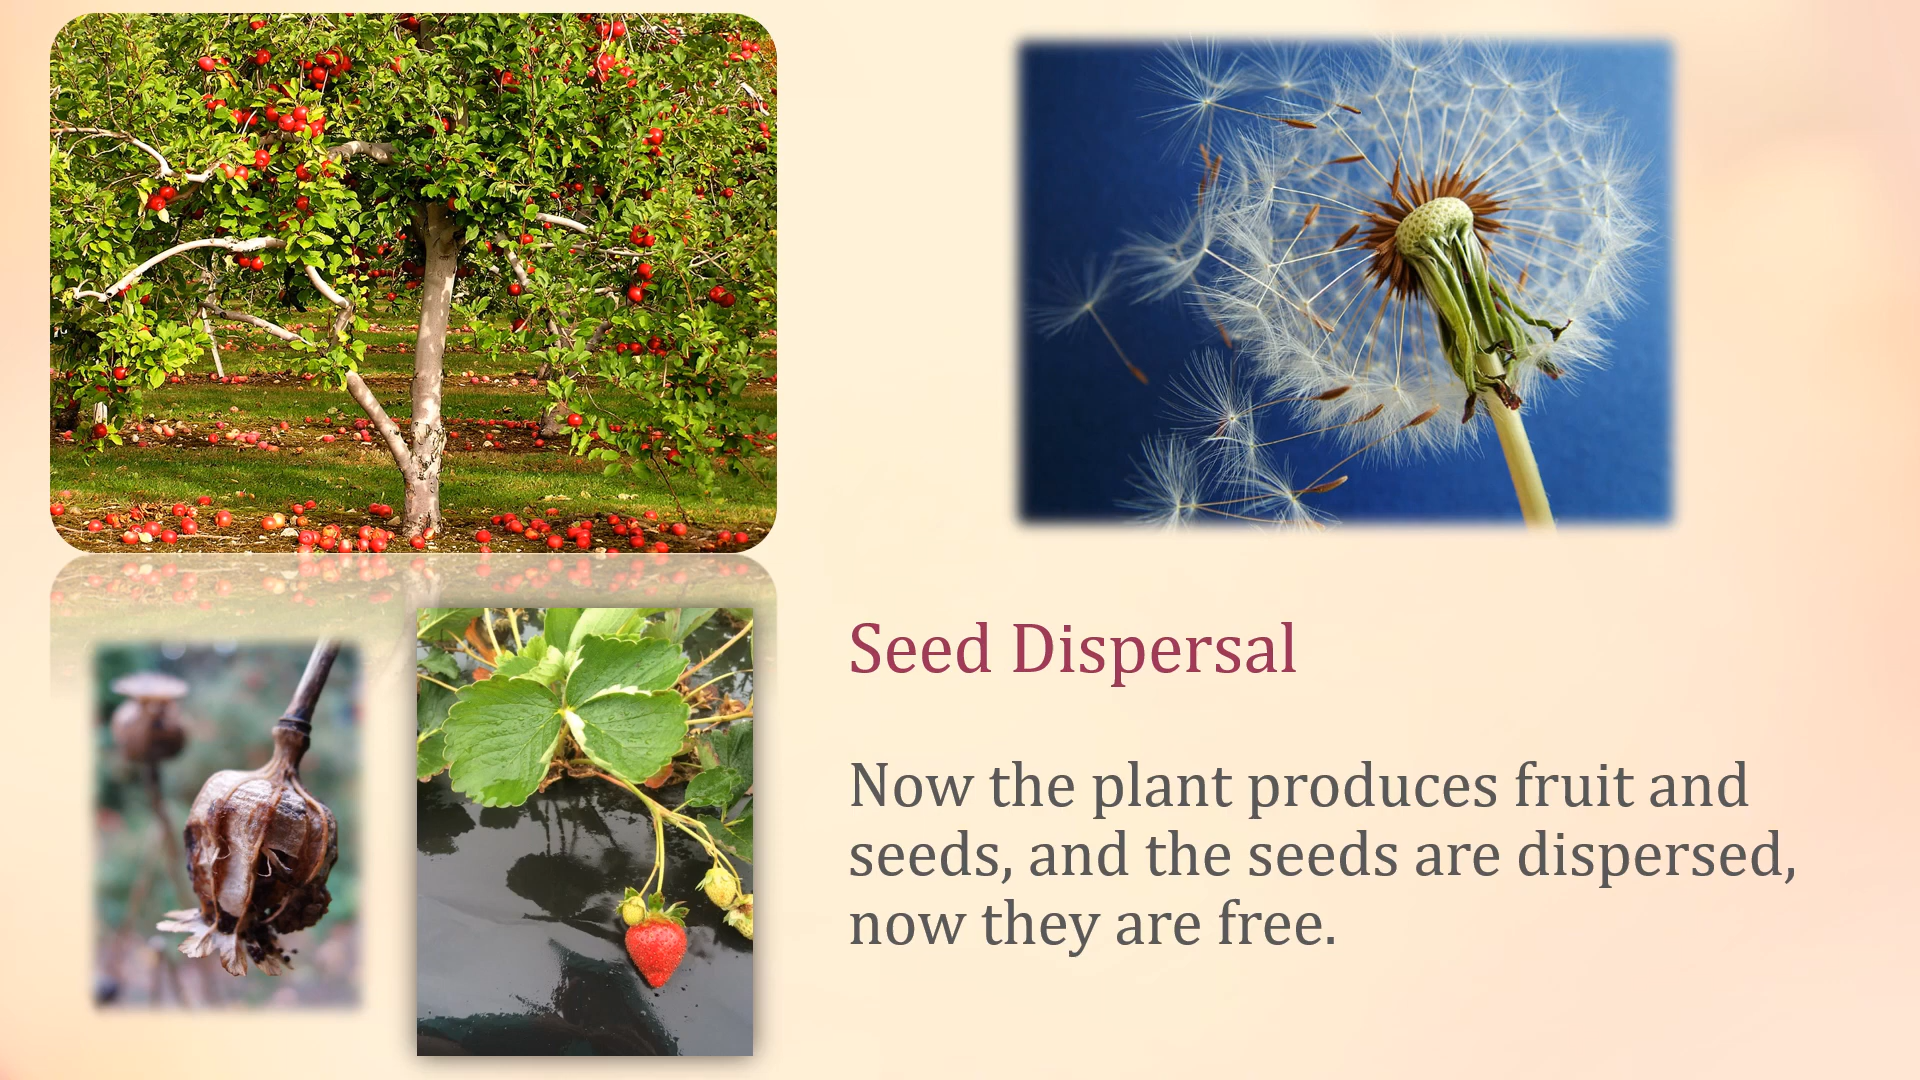 Seed Dispersal
Now the plant produces fruit and
seeds, and the seeds are dispersed,
now they are free.